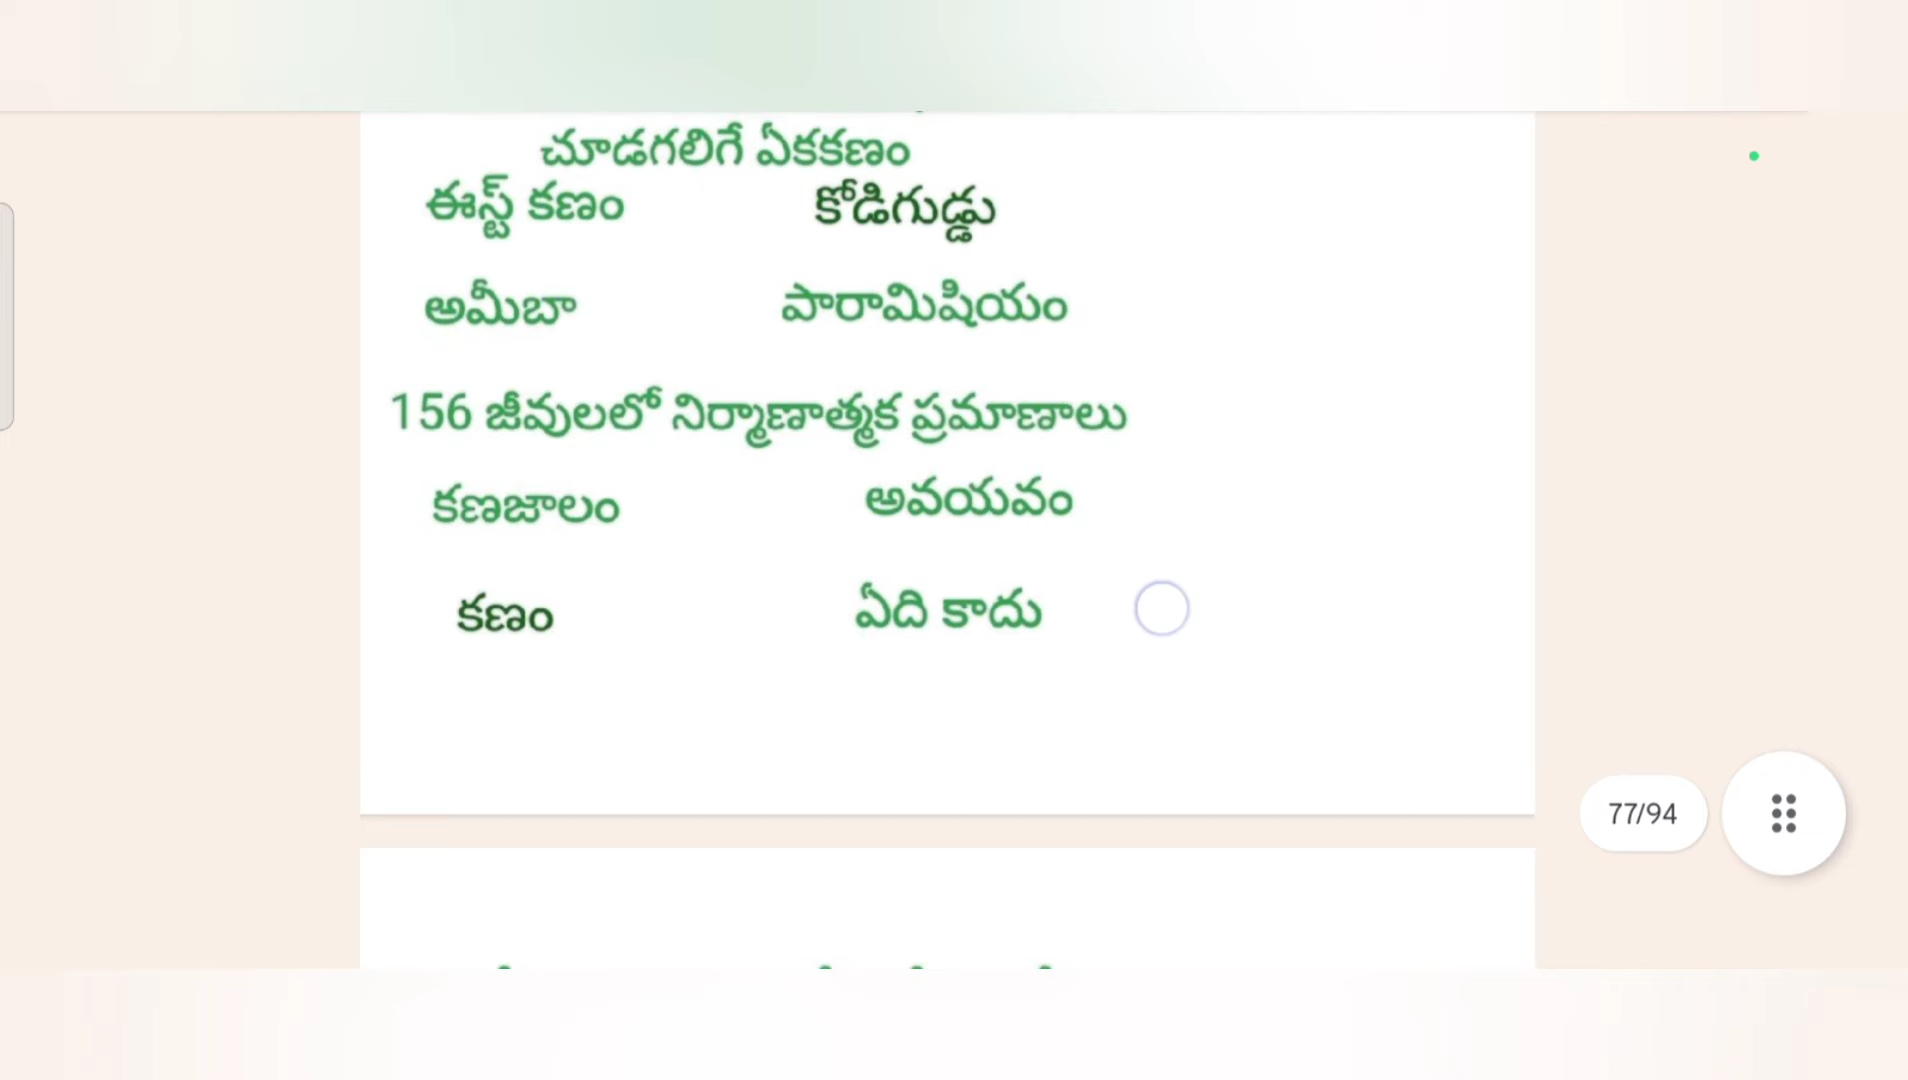 చూడగలిగే ఏకకణం
ఈస్ట్ కణం కోడిగుడ్డు
అమీబా పారామిషియం
156 జీవులలో నిర్మాణాత్మక ప్రమాణాలు
కణజాలం అవయవం
కణం ఏది కాదు
77/94